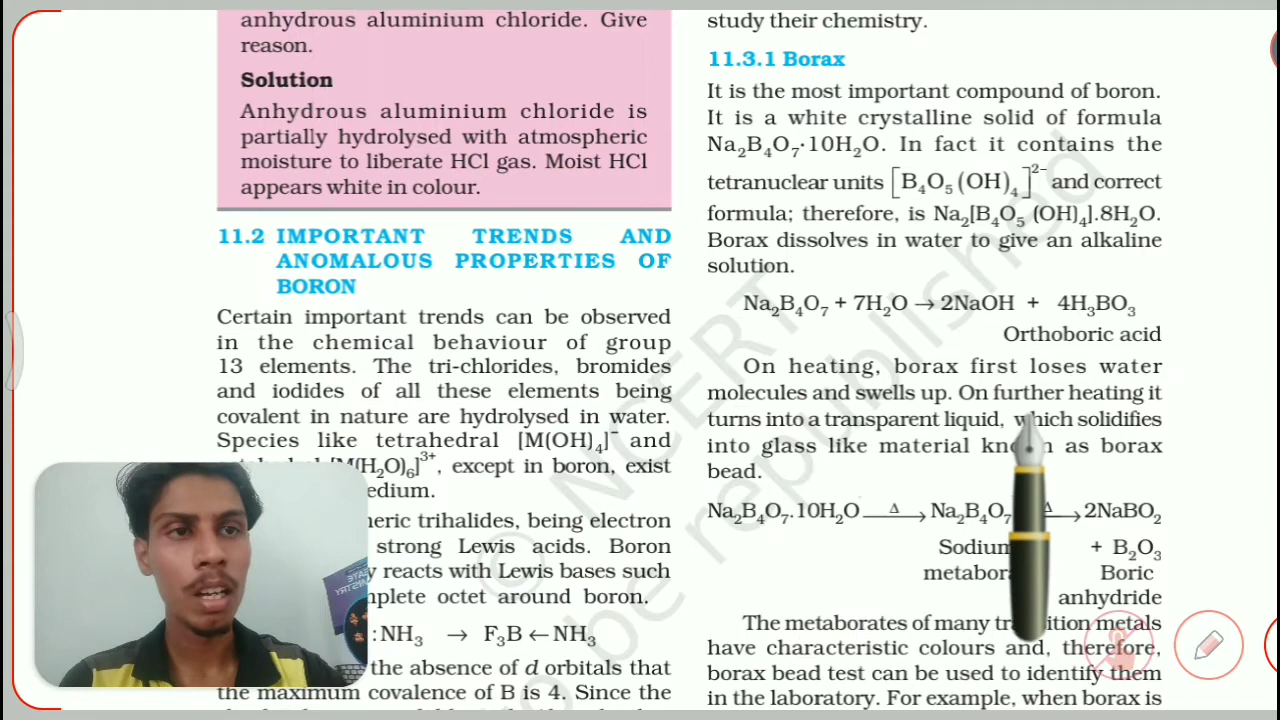 anhydrous aluminium chloride. Give
reason.
Solution
Anhydrous aluminium chloride is
partially hydrolysed with atmospheric
moisture to liberate HCl gas. Moist HCl
appears white in colour.
11.2 IMPORTANT TRENDS AND
ANOMALOUS PROPERTIES OF
BORON
Certain important trends can be observed
in the chemical behaviour of group
13 elements. The tri-chlorides, bromides
and iodides of all these elements being
covalent in nature are hydrolysed in water.
Species like tetrahedral [M(OH)₄]⁻ and
[M(H₂O)₆]³⁺, except in boron, exist
edium.
meric trihalides, being electron
strong Lewis acids. Boron
y reacts with Lewis bases such
mplete octet around boron.
:NH₃ → F₃B ← NH₃
the absence of d orbitals that
the maximum covalence of B is 4. Since the
study their chemistry.
11.3.1 Borax
It is the most important compound of boron.
It is a white crystalline solid of formula
Na₂B₄O₇·10H₂O. In fact it contains the
tetranuclear units [B₄O₅(OH)₄]²⁻ and correct
formula; therefore, is Na₂[B₄O₅ (OH)₄].8H₂O.
Borax dissolves in water to give an alkaline
solution.
Na₂B₄O₇ + 7H₂O → 2NaOH + 4H₃BO₃
Orthoboric acid
On heating, borax first loses water
molecules and swells up. On further heating it
turns into a transparent liquid, which solidifies
into glass like material kn n as borax
bead.
Na₂B₄O₇.10H₂O —Δ→ Na₂B₄O₇ Δ→ 2NaBO₂
Sodium + B₂O₃
metabora Boric
anhydride
The metaborates of many tr ition metals
have characteristic colours and, therefore,
borax bead test can be used to identify them
in the laboratory. For example, when borax is
© NCERT
be republished